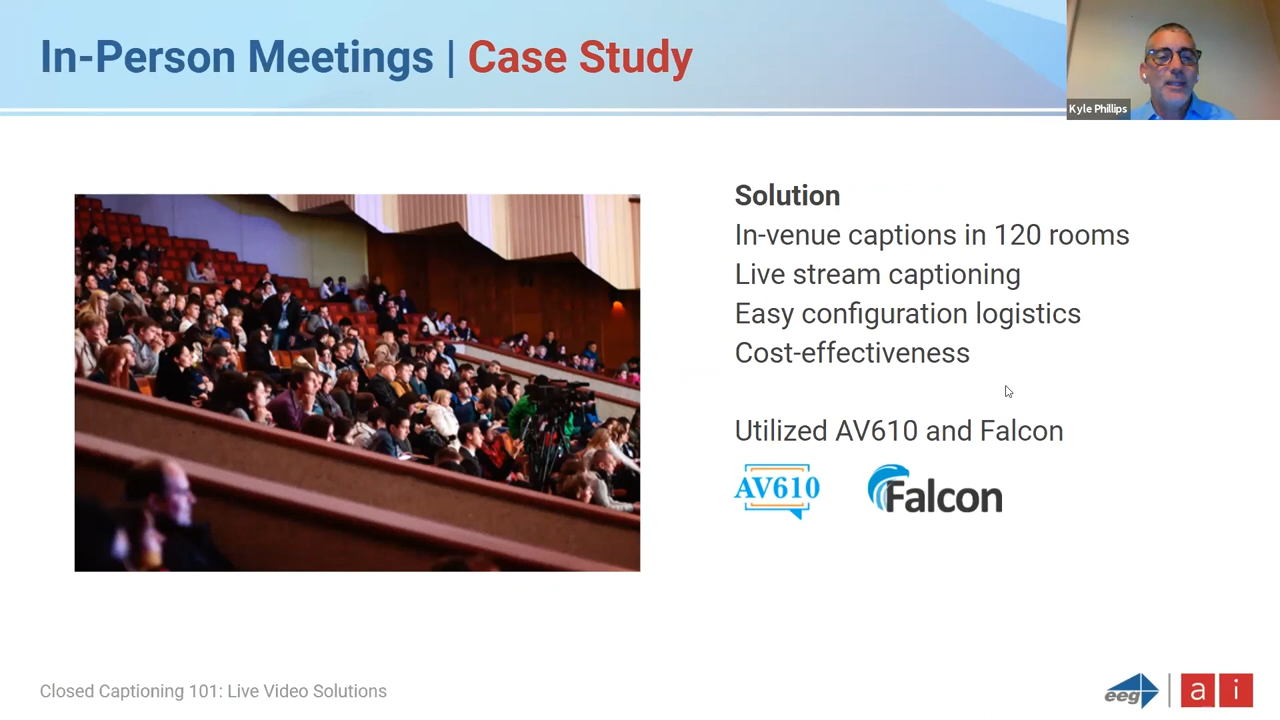 In-Person Meetings | Case Study
Kyle Phillips
Solution
In-venue captions in 120 rooms
Live stream captioning
Easy configuration logistics
Cost-effectiveness
Utilized AV610 and Falcon
AV610
Falcon
Closed Captioning 101: Live Video Solutions
eeg | ai